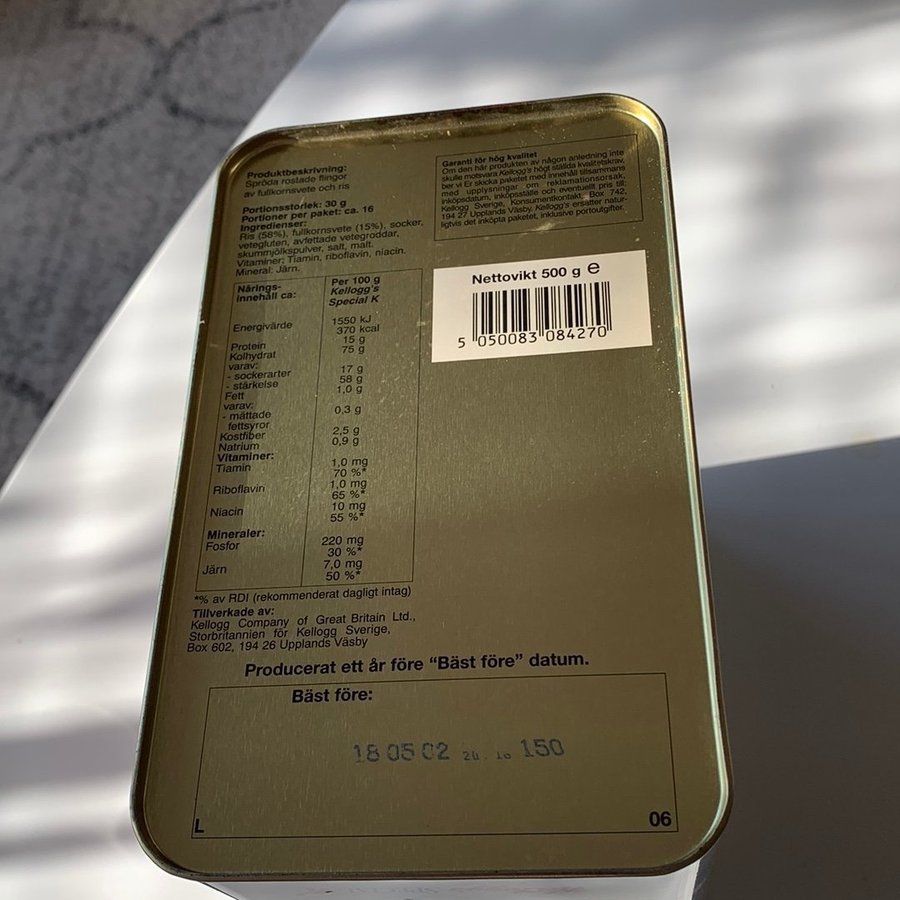 Produktbeskrivning:
Spröda rostade flingor
av fullkornsvete och ris
Portionsstorlek: 30 g
Portioner per paket: ca. 16
Ingredienser:
Ris (58%), fullkornsvete (15%), socker,
vetegluten, avfettade vetegroddar,
skummjölkspulver, salt, malt.
Vitaminer: Tiamin, riboflavin, niacin.
Mineral: Järn.
Garanti för hög kvalitet
Om den här produkten av någon anledning inte
skulle motsvara Kellogg's högt ställda kvalitetskrav,
ber vi Er skicka paketet med innehåll tillsammans
med upplysningar om reklamationsorsak,
inköpsdatum, inköpsställe och eventuellt pris till:
Kellogg Sverige, Konsumentkontakt, Box 742,
194 27 Upplands Väsby. Kellogg's ersätter natur-
ligtvis det inköpta paketet, inklusive portoutgifter.
Nettovikt 500 g e
5 050083 084270
Närings- Per 100 g
innehåll ca: Kellogg's
Special K
Energivärde 1550 kJ
370 kcal
Protein 15 g
Kolhydrat 75 g
varav:
- sockerarter 17 g
- stärkelse 58 g
Fett 1,0 g
varav:
- mättade 0,3 g
fettsyror
Kostfiber 2,5 g
Natrium 0,9 g
Vitaminer:
Tiamin 1,0 mg
70 %*
Riboflavin 1,0 mg
65 %*
Niacin 10 mg
55 %*
Mineraler:
Fosfor 220 mg
30 %*
Järn 7,0 mg
50 %*
*% av RDI (rekommenderat dagligt intag)
Tillverkade av:
Kellogg Company of Great Britain Ltd.,
Storbritannien för Kellogg Sverige,
Box 602, 194 26 Upplands Väsby
Producerat ett år före “Bäst före” datum.
Bäst före:
18 05 02 150
L 06